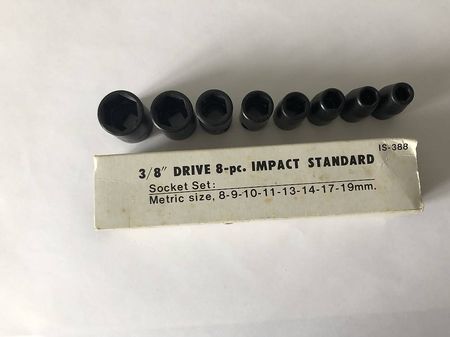 IS-388
3/8" DRIVE 8-pc. IMPACT STANDARD
Socket Set:
Metric size, 8-9-10-11-13-14-17-19mm.